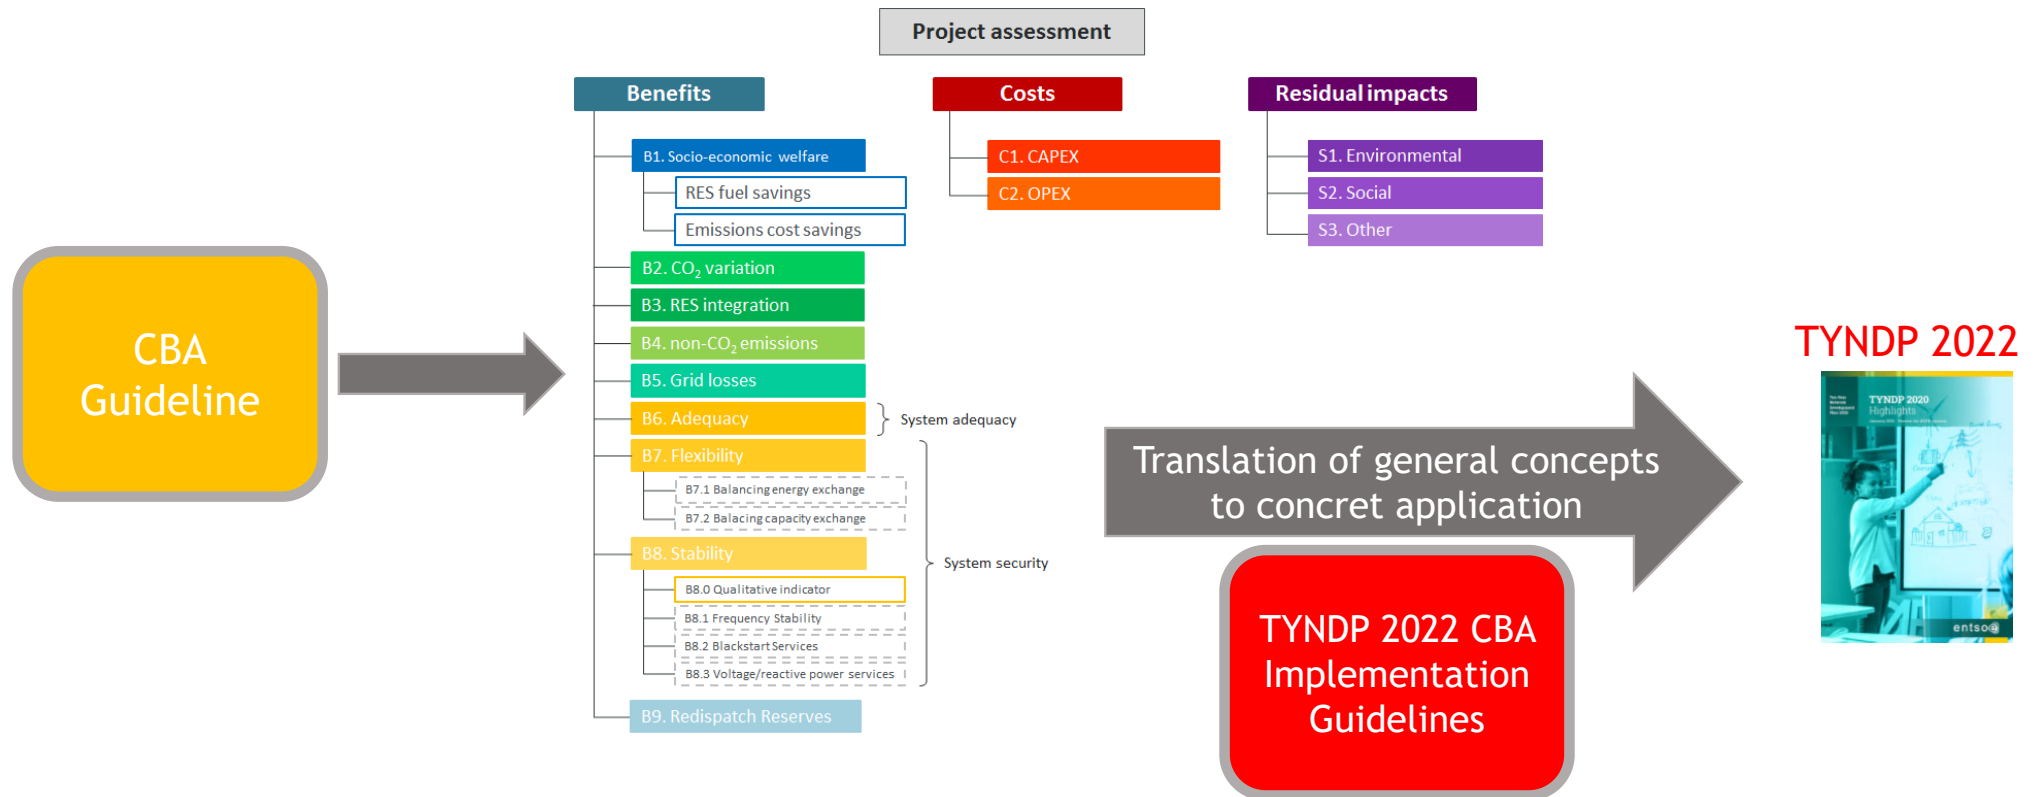 Project assessment
Benefits
Costs
Residual impacts
B1. Socio-economic welfare
RES fuel savings
Emissions cost savings
B2. CO₂ variation
B3. RES integration
B4. non-CO₂ emissions
B5. Grid losses
B6. Adequacy
System adequacy
B7. Flexibility
B7.1 Balancing energy exchange
B7.2 Balacing capacity exchange
B8. Stability
System security
B8.0 Qualitative indicator
B8.1 Frequency Stability
B8.2 Blackstart Services
B8.3 Voltage/reactive power services
B9. Redispatch Reserves
C1. CAPEX
C2. OPEX
S1. Environmental
S2. Social
S3. Other
CBA
Guideline
Translation of general concepts
to concret application
TYNDP 2022 CBA
Implementation
Guidelines
TYNDP 2022
TYNDP 2020
Highlights
entsoe